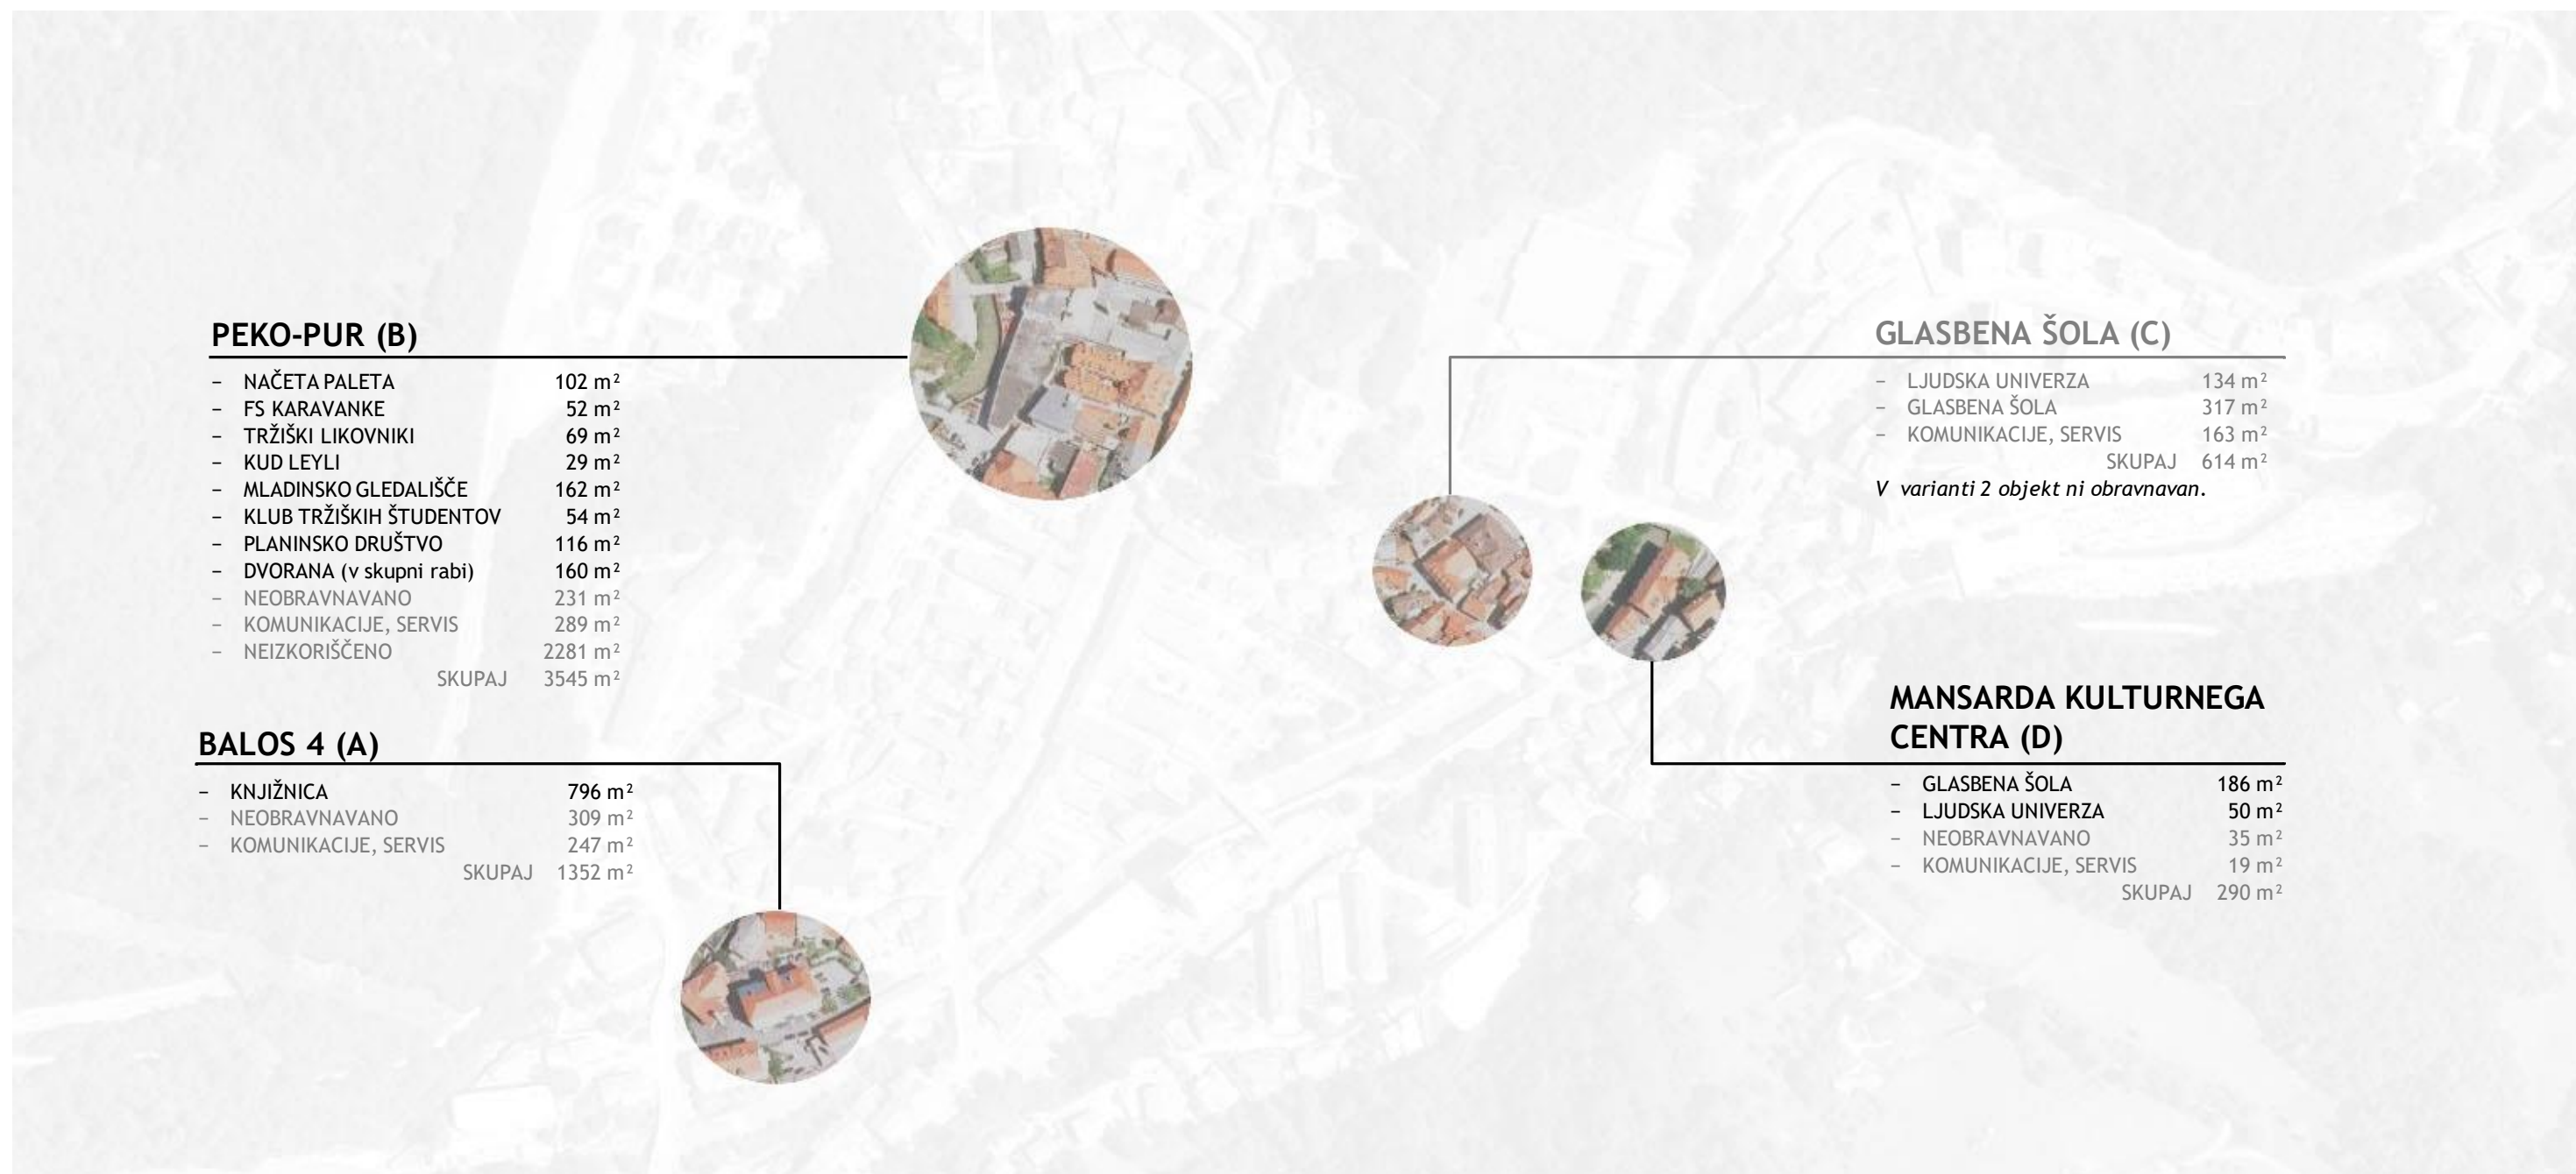 PEKO-PUR (B)
– NAČETA PALETA 102 m²
– FS KARAVANKE 52 m²
– TRŽIŠKI LIKOVNIKI 69 m²
– KUD LEYLI 29 m²
– MLADINSKO GLEDALIŠČE 162 m²
– KLUB TRŽIŠKIH ŠTUDENTOV 54 m²
– PLANINSKO DRUŠTVO 116 m²
– DVORANA (v skupni rabi) 160 m²
– NEOBRAVNAVANO 231 m²
– KOMUNIKACIJE, SERVIS 289 m²
– NEIZKORIŠČENO 2281 m²
SKUPAJ 3545 m²
BALOS 4 (A)
– KNJIŽNICA 796 m²
– NEOBRAVNAVANO 309 m²
– KOMUNIKACIJE, SERVIS 247 m²
SKUPAJ 1352 m²
GLASBENA ŠOLA (C)
– LJUDSKA UNIVERZA 134 m²
– GLASBENA ŠOLA 317 m²
– KOMUNIKACIJE, SERVIS 163 m²
SKUPAJ 614 m²
V varianti 2 objekt ni obravnavan.
MANSARDA KULTURNEGA
CENTRA (D)
– GLASBENA ŠOLA 186 m²
– LJUDSKA UNIVERZA 50 m²
– NEOBRAVNAVANO 35 m²
– KOMUNIKACIJE, SERVIS 19 m²
SKUPAJ 290 m²